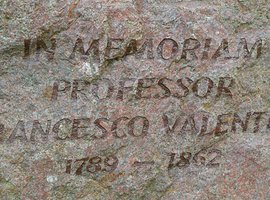 IN MEMORIAM
PROFESSOR
ANCESCO VALENT
1789 – 1862